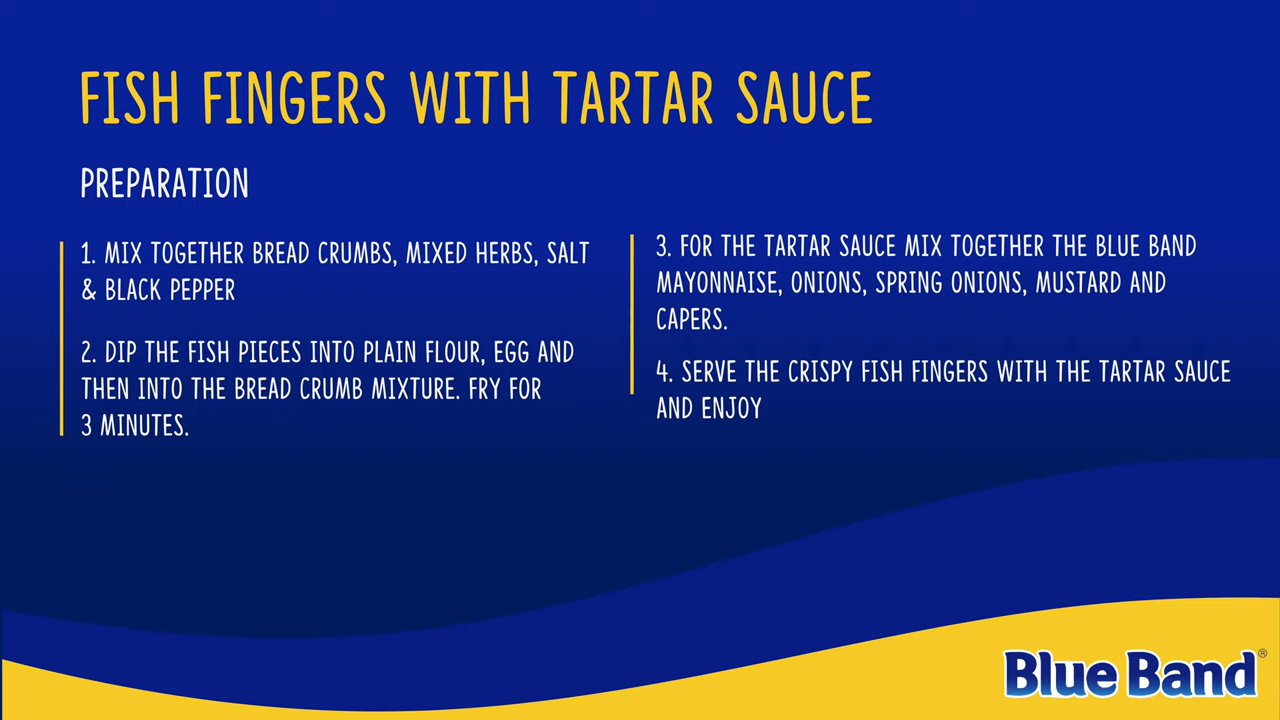 FISH FINGERS WITH TARTAR SAUCE
PREPARATION
1. MIX TOGETHER BREAD CRUMBS, MIXED HERBS, SALT
& BLACK PEPPER
2. DIP THE FISH PIECES INTO PLAIN FLOUR, EGG AND
THEN INTO THE BREAD CRUMB MIXTURE. FRY FOR
3 MINUTES.
3. FOR THE TARTAR SAUCE MIX TOGETHER THE BLUE BAND
MAYONNAISE, ONIONS, SPRING ONIONS, MUSTARD AND
CAPERS.
4. SERVE THE CRISPY FISH FINGERS WITH THE TARTAR SAUCE
AND ENJOY
Blue Band®